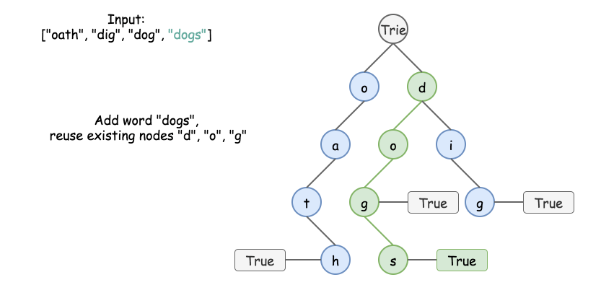 Input:
["oath", "dig", "dog", "dogs"]
Trie
o
d
Add word "dogs",
reuse existing nodes "d", "o", "g"
a
o
i
t
g
True
g
True
True
h
s
True